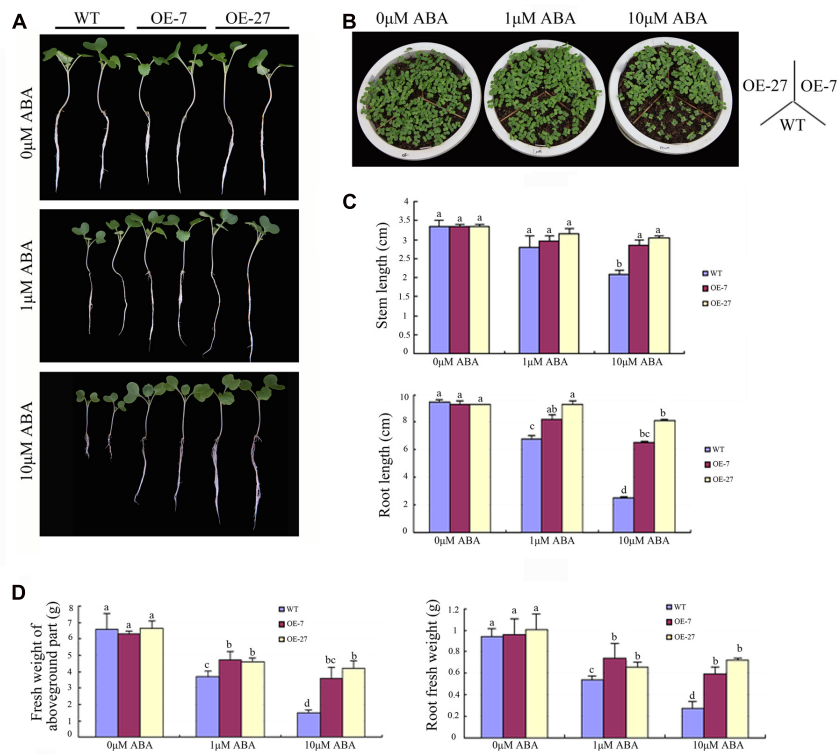 A
WT OE-7 OE-27
0μM ABA
1μM ABA
10μM ABA
B
0μM ABA 1μM ABA 10μM ABA
OE-27 OE-7
WT
C
Stem length (cm)
4
3.5
3
2.5
2
1.5
1
0.5
0
a a a
a a a
b a a
0μM ABA 1μM ABA 10μM ABA
WT
OE-7
OE-27
Root length (cm)
10
8
6
4
2
0
a a a
c ab a
d bc b
0μM ABA 1μM ABA 10μM ABA
WT
OE-7
OE-27
D
Fresh weight of
aboveground part (g)
8
7
6
5
4
3
2
1
0
a a a
c b b
d bc b
0μM ABA 1μM ABA 10μM ABA
WT
OE-7
OE-27
Root fresh weight (g)
1.2
1
0.8
0.6
0.4
0.2
0
a a a
c b b
d b b
0μM ABA 1μM ABA 10μM ABA
WT
OE-7
OE-27